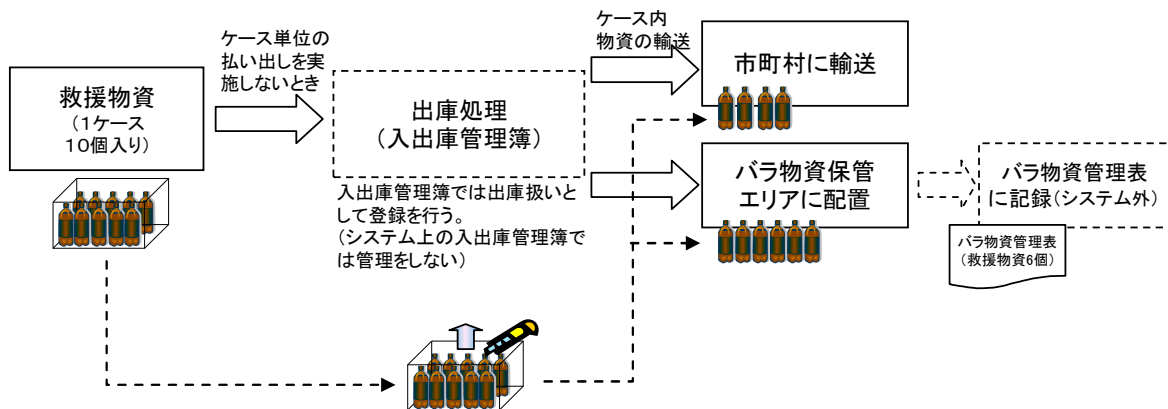 救援物資
（１ケース
１０個入り）
ケース単位の
払い出しを実
施しないとき
出庫処理
（入出庫管理簿）
入出庫管理簿では出庫扱いと
して登録を行う。
（システム上の入出庫管理簿で
は管理をしない）
ケース内
物資の輸送
市町村に輸送
バラ物資保管
エリアに配置
バラ物資管理表
に記録（システム外）
バラ物資管理表
（救援物資6個）